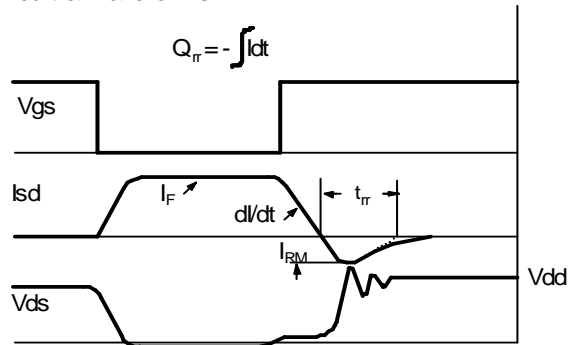 Qrr = - ∫Idt
Vgs
Isd
IF
dI/dt
trr
IRM
Vds
Vdd